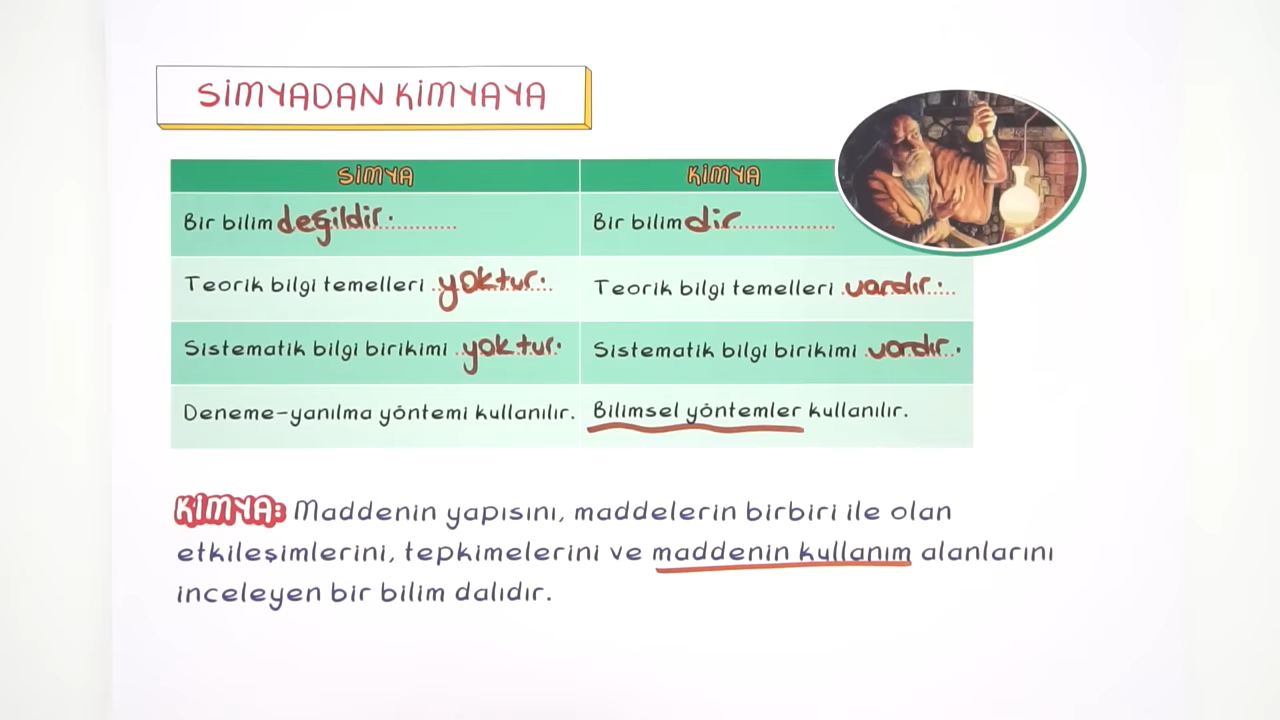 SİMYADAN KİMYAYA
SİMYA
KİMYA
Bir bilim değildir.
Bir bilim dir
Teorik bilgi temelleri yoktur.
Teorik bilgi temelleri vardır.
Sistematik bilgi birikimi yoktur.
Sistematik bilgi birikimi vardır.
Deneme-yanılma yöntemi kullanılır.
Bilimsel yöntemler kullanılır.
KİMYA: Maddenin yapısını, maddelerin birbiri ile olan
etkileşimlerini, tepkimelerini ve maddenin kullanım alanlarını
inceleyen bir bilim dalıdır.